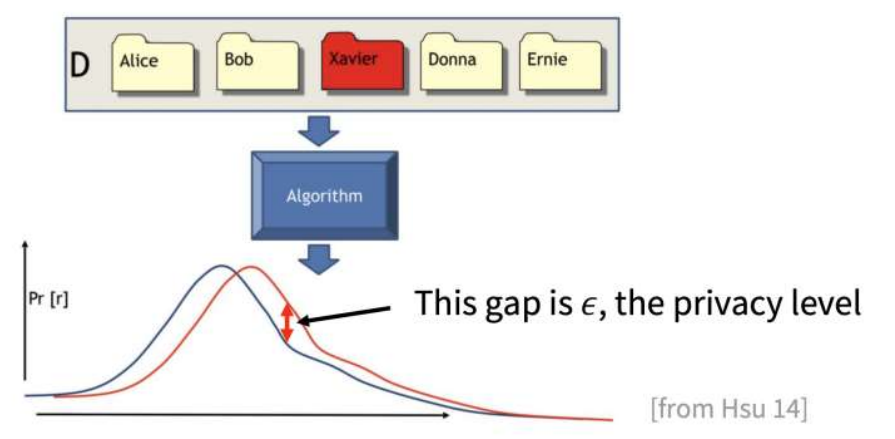 D
Alice
Bob
Xavier
Donna
Ernie
Algorithm
Pr [r]
This gap is ϵ, the privacy level
[from Hsu 14]